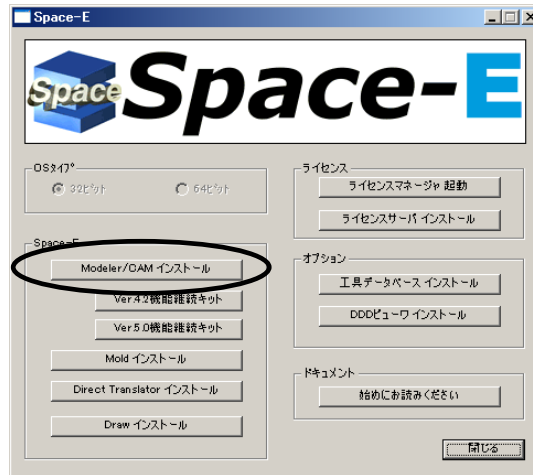 Space-E
Space
Space-E
OSﾀｲﾌﾟ
32ﾋﾞｯﾄ
64ﾋﾞｯﾄ
Space-E
Modeler/CAM インストール
Ver.4.2機能継続キット
Ver.5.0機能継続キット
Mold インストール
Direct Translator インストール
Draw インストール
ライセンス
ライセンスマネージャ 起動
ライセンスサーバ インストール
オプション
工具データベース インストール
DDDビューワ インストール
ドキュメント
始めにお読みください
閉じる